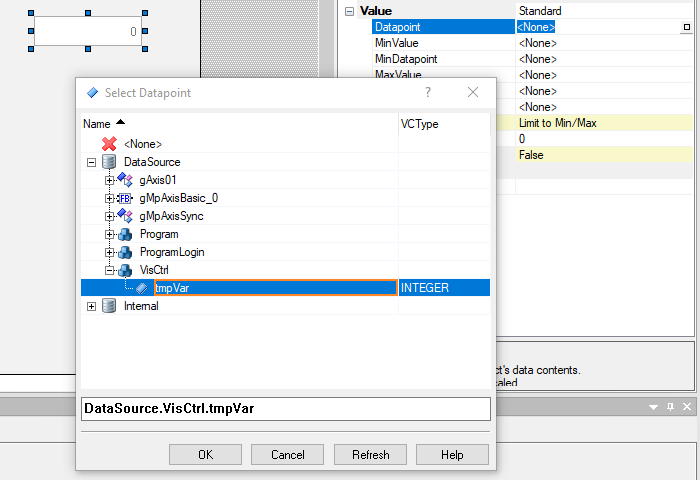 0
Value Standard
Datapoint <None>
MinValue <None>
MinDatapoint <None>
MaxValue <None>
<None>
Limit to Min/Max
0
False
Select Datapoint ?
Name VCType
<None>
DataSource
gAxis01
FB gMpAxisBasic_0
gMpAxisSync
Program
ProgramLogin
VisCtrl
tmpVar INTEGER
Internal
ct's data contents.
caled
DataSource.VisCtrl.tmpVar
OK Cancel Refresh Help